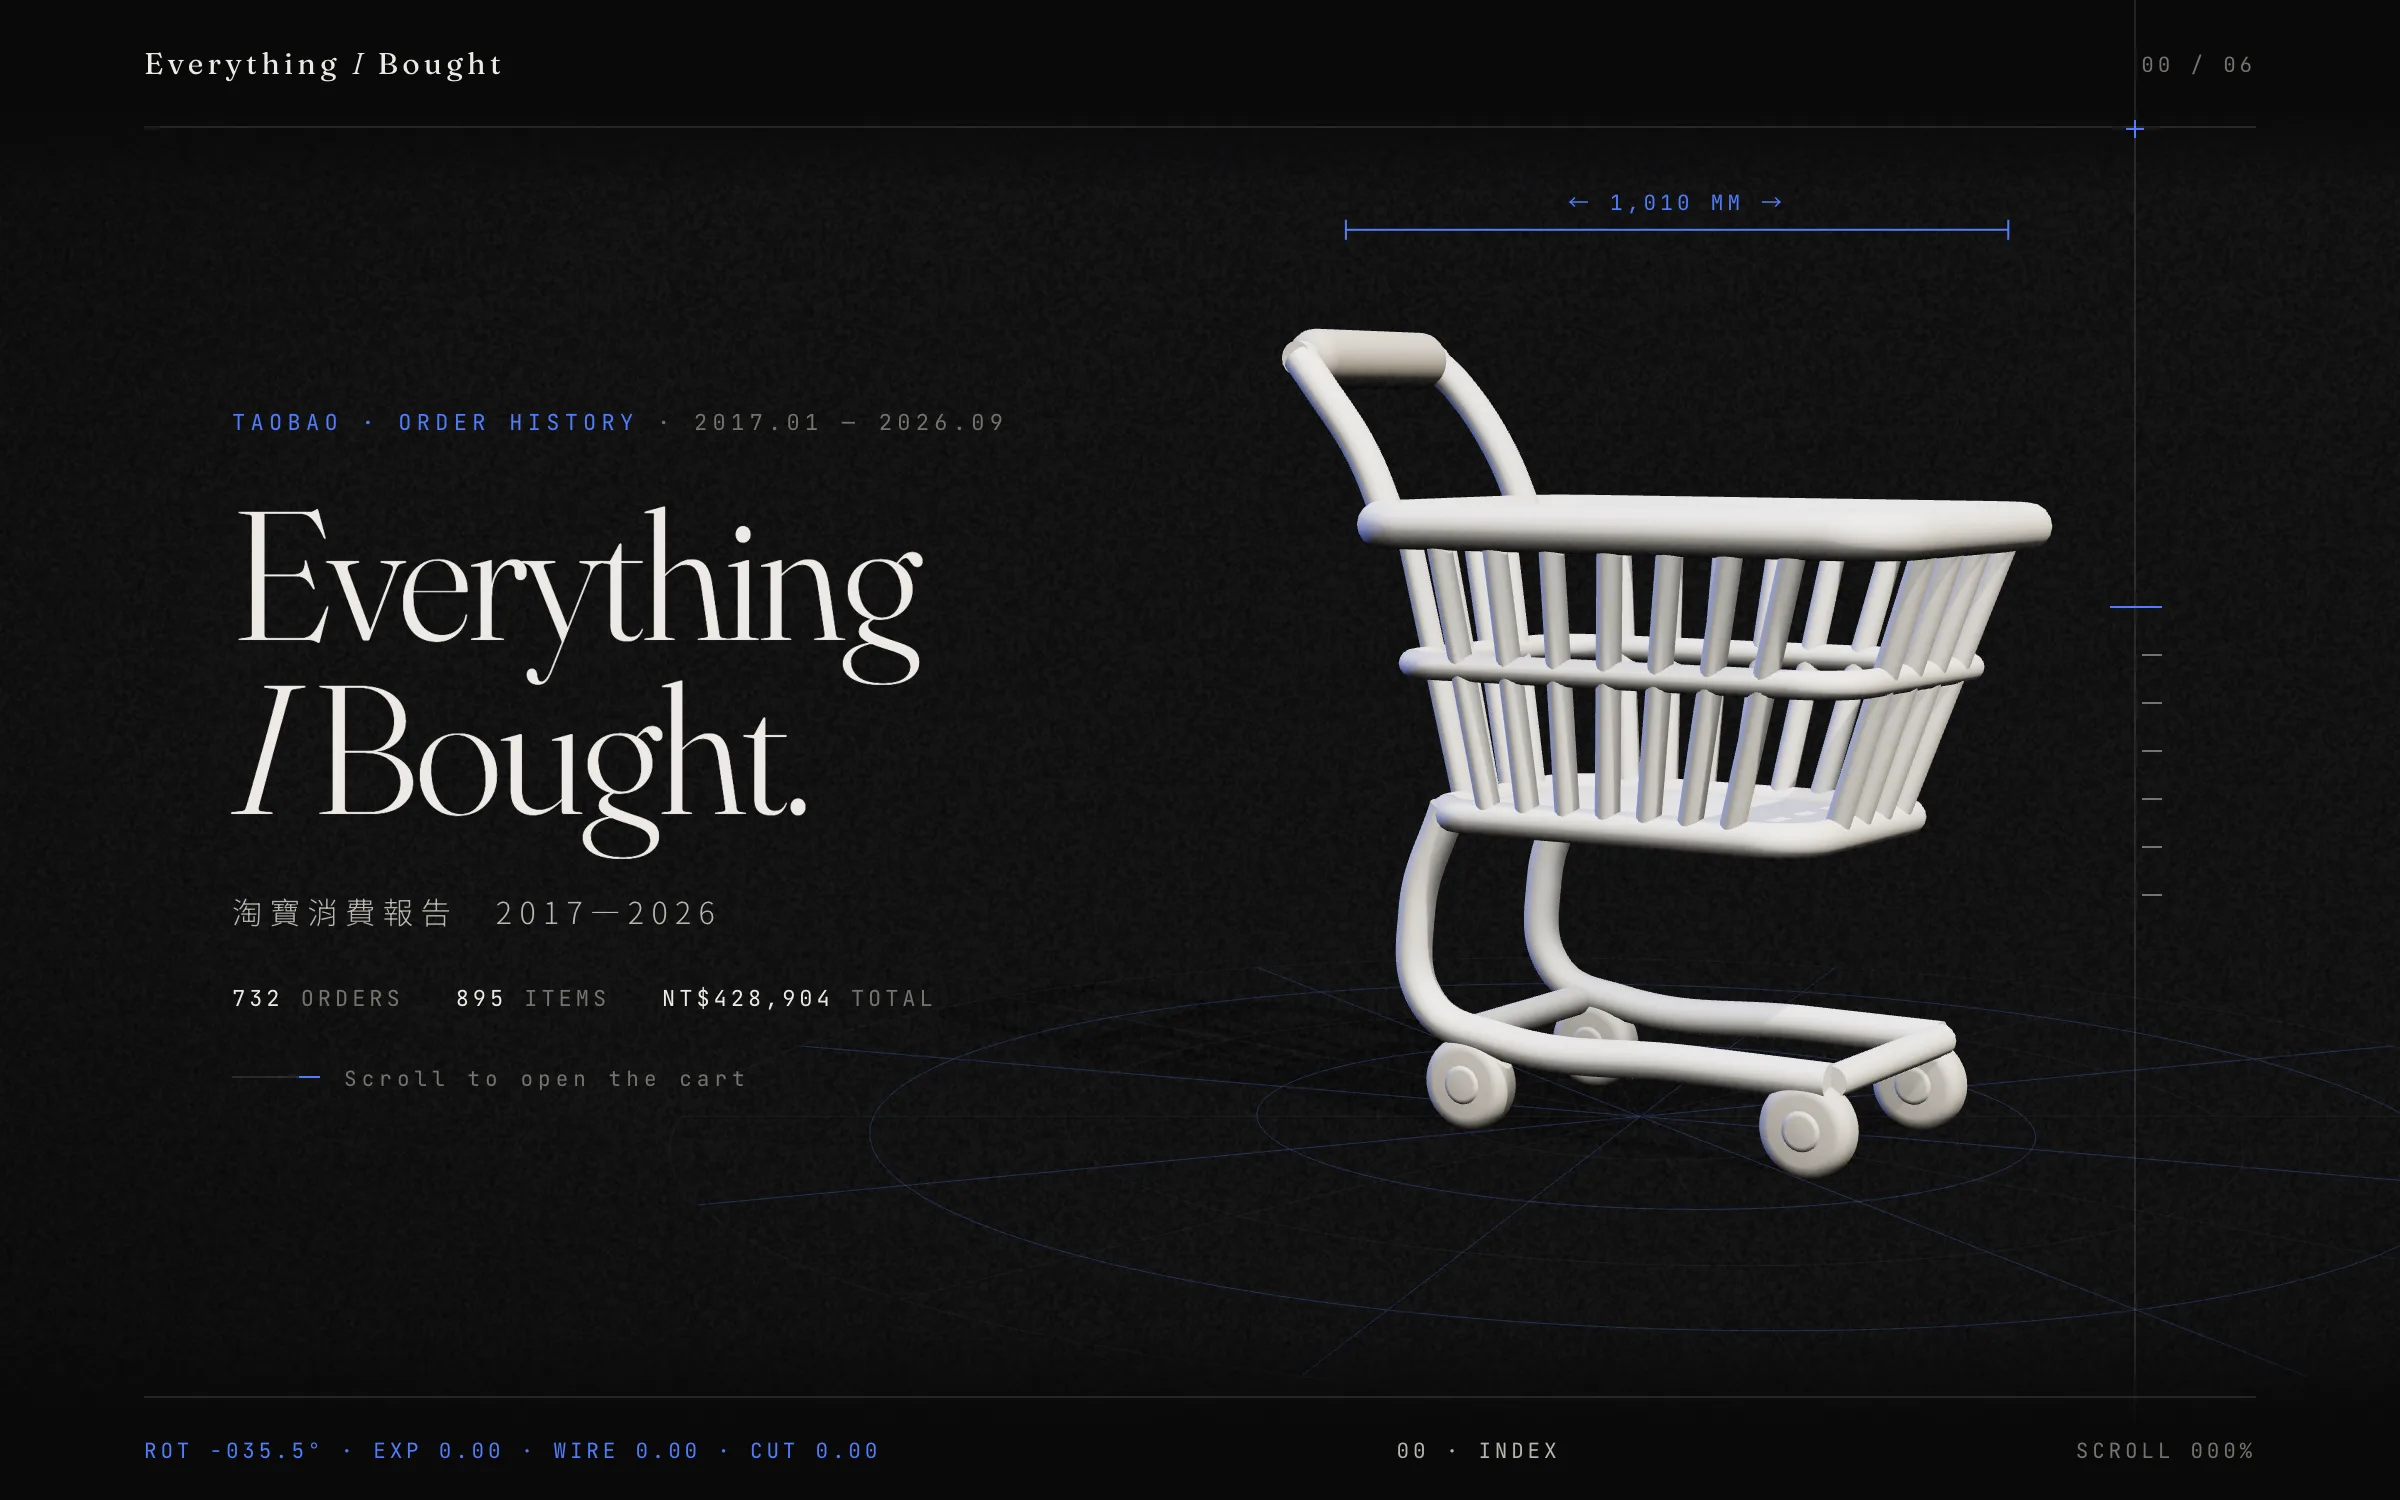 Everything I Bought
00 / 06
← 1,010 MM →
TAOBAO · ORDER HISTORY · 2017.01 — 2026.09
Everything
I Bought.
淘寶消費報告 2017—2026
732 ORDERS 895 ITEMS NT$428,904 TOTAL
Scroll to open the cart
ROT -035.5° · EXP 0.00 · WIRE 0.00 · CUT 0.00
00 · INDEX
SCROLL 000%